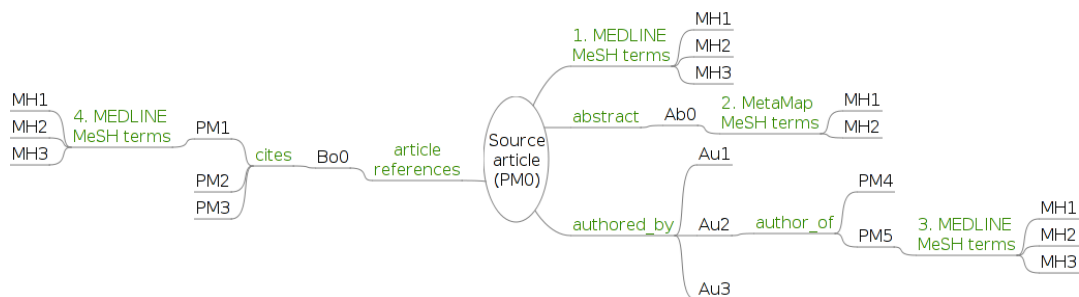 1. MEDLINE
MeSH terms
MH1
MH2
MH3
abstract
Ab0
2. MetaMap
MeSH terms
MH1
MH2
Source
article
(PM0)
authored_by
Au1
Au2
Au3
author_of
PM4
PM5
3. MEDLINE
MeSH terms
MH1
MH2
MH3
article
references
Bo0
cites
PM1
PM2
PM3
4. MEDLINE
MeSH terms
MH1
MH2
MH3